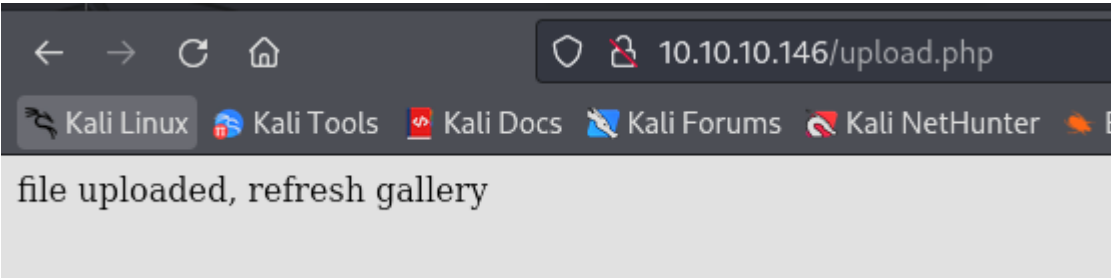 10.10.10.146/upload.php
Kali Linux Kali Tools Kali Docs Kali Forums Kali NetHunter
file uploaded, refresh gallery